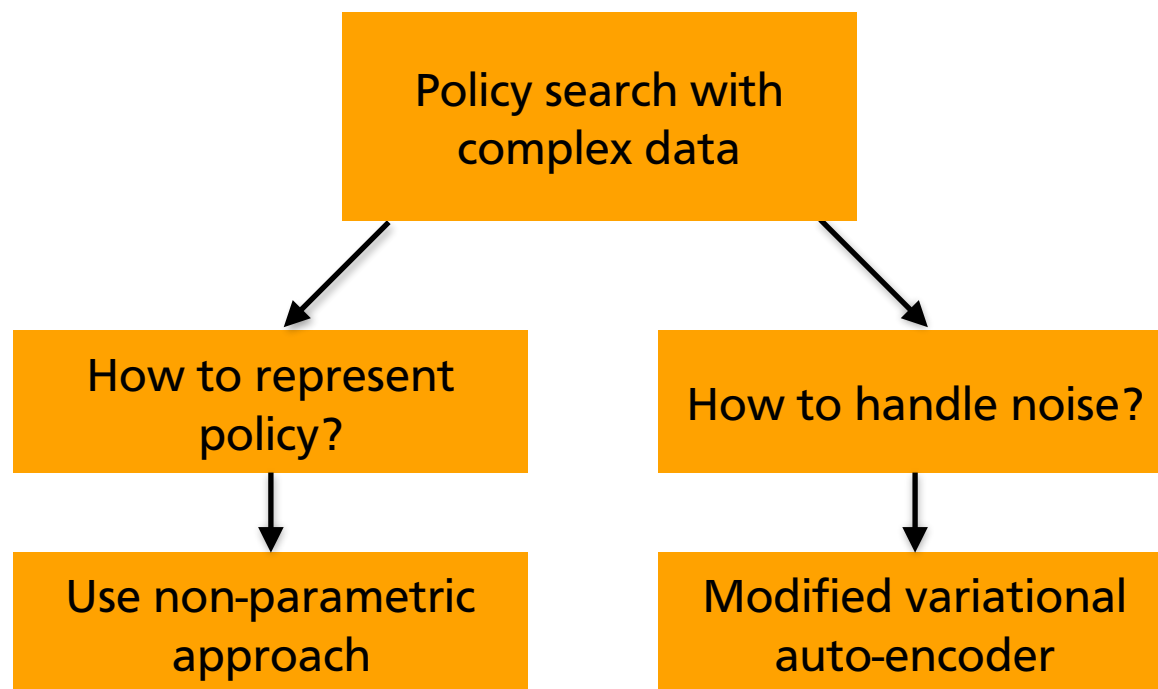 Policy search with
complex data
How to represent
policy?
How to handle noise?
Use non-parametric
approach
Modified variational
auto-encoder